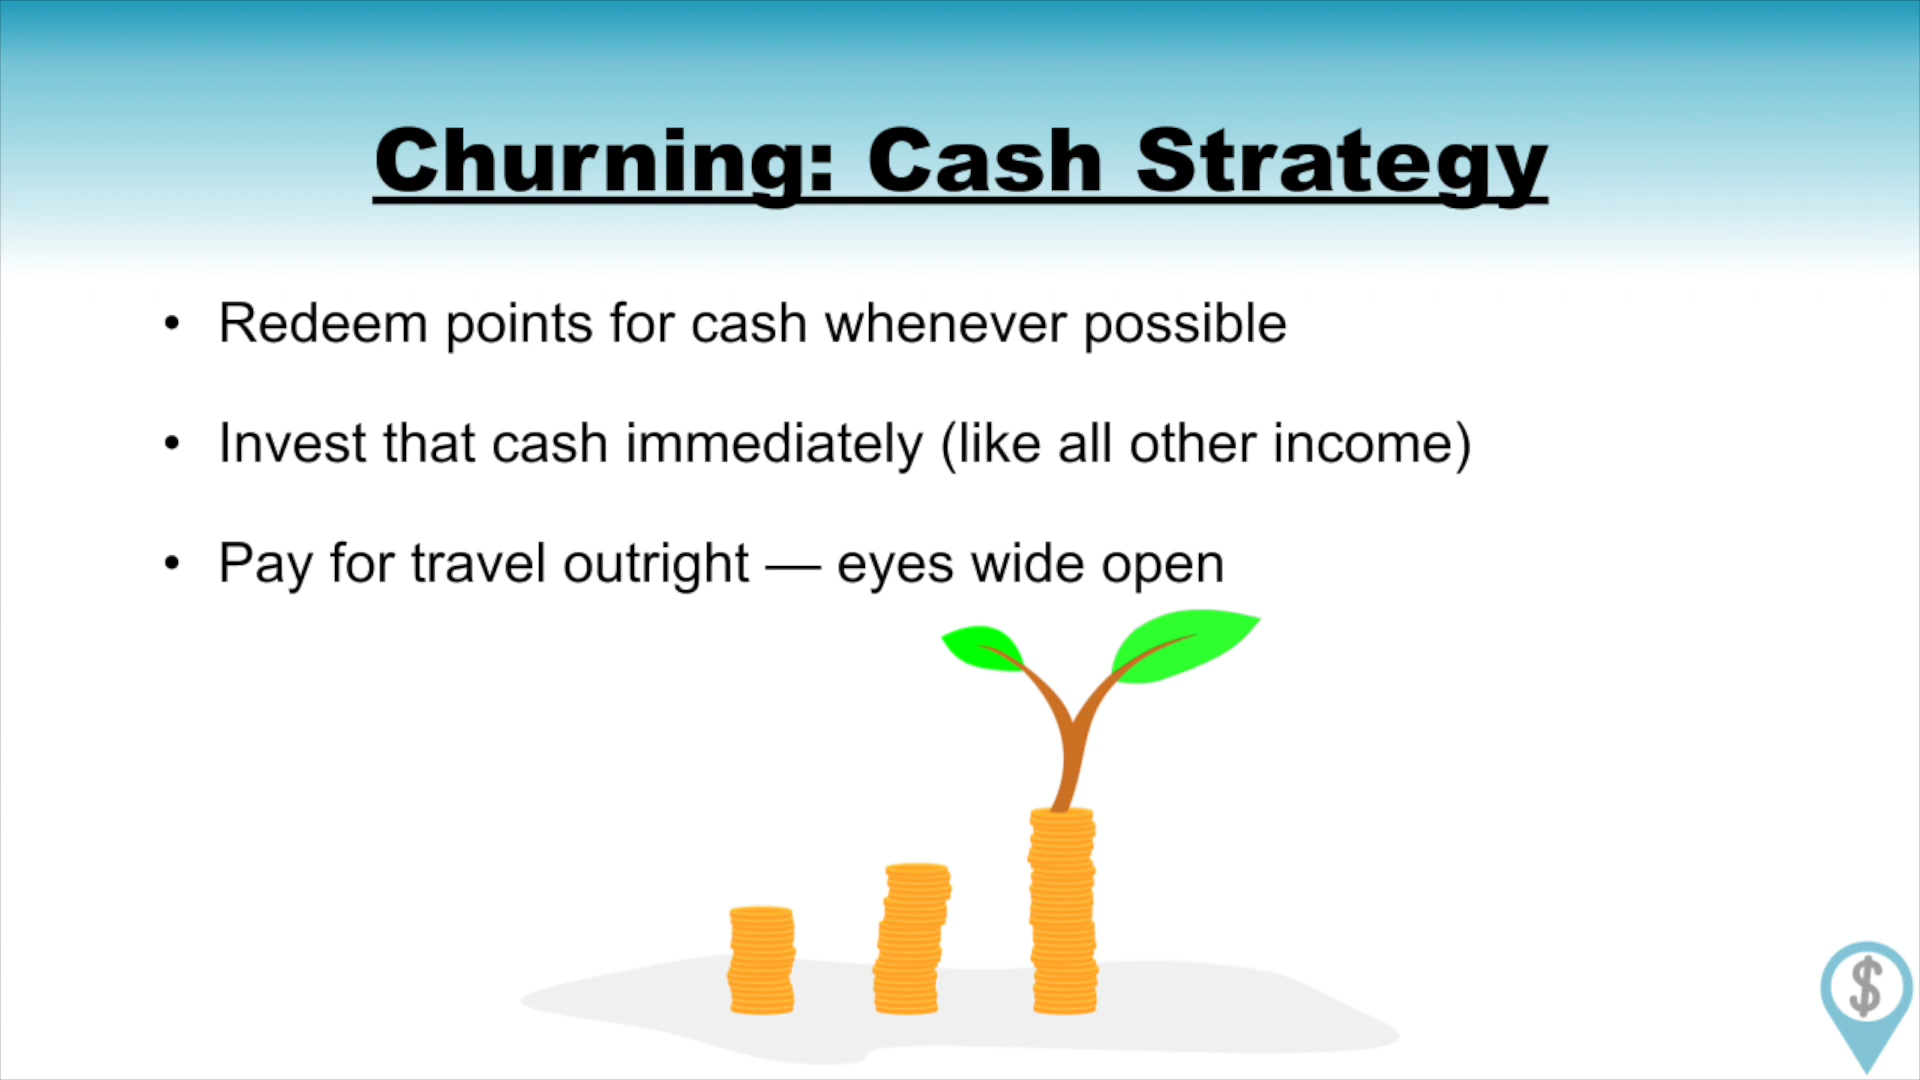 Churning: Cash Strategy
• Redeem points for cash whenever possible
• Invest that cash immediately (like all other income)
• Pay for travel outright — eyes wide open
$